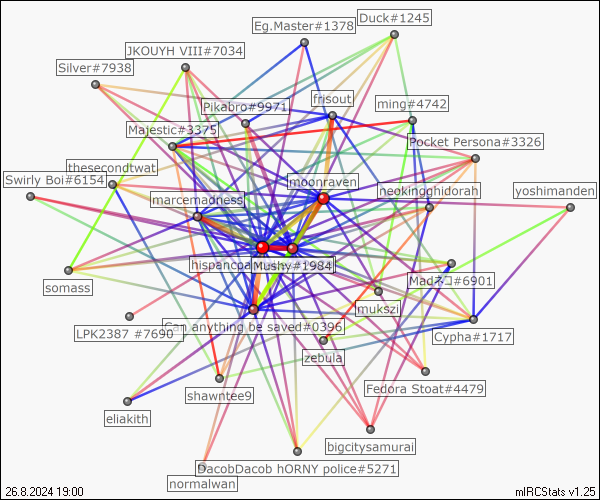 Duck#1245
Eg.Master#1378
JKOUYH VIII#7034
Silver#7938
Pikabro#9971
frisout
ming#4742
Majestic#3375
Pocket Persona#3326
thesecondtwat
Swirly Boi#6154
moonraven
neokingghidorah
yoshimanden
marcemadness
hispancpa
Mushy#1984
somass
Madネコ#6901
mukszi
LPK2387 #7690
Can anything be saved#0396
Cypha#1717
zebula
shawntee9
Fedora Stoat#4479
eliakith
bigcitysamurai
DacobDacob hORNY police#5271
normalwan
26.8.2024 19:00
mIRCStats v1.25